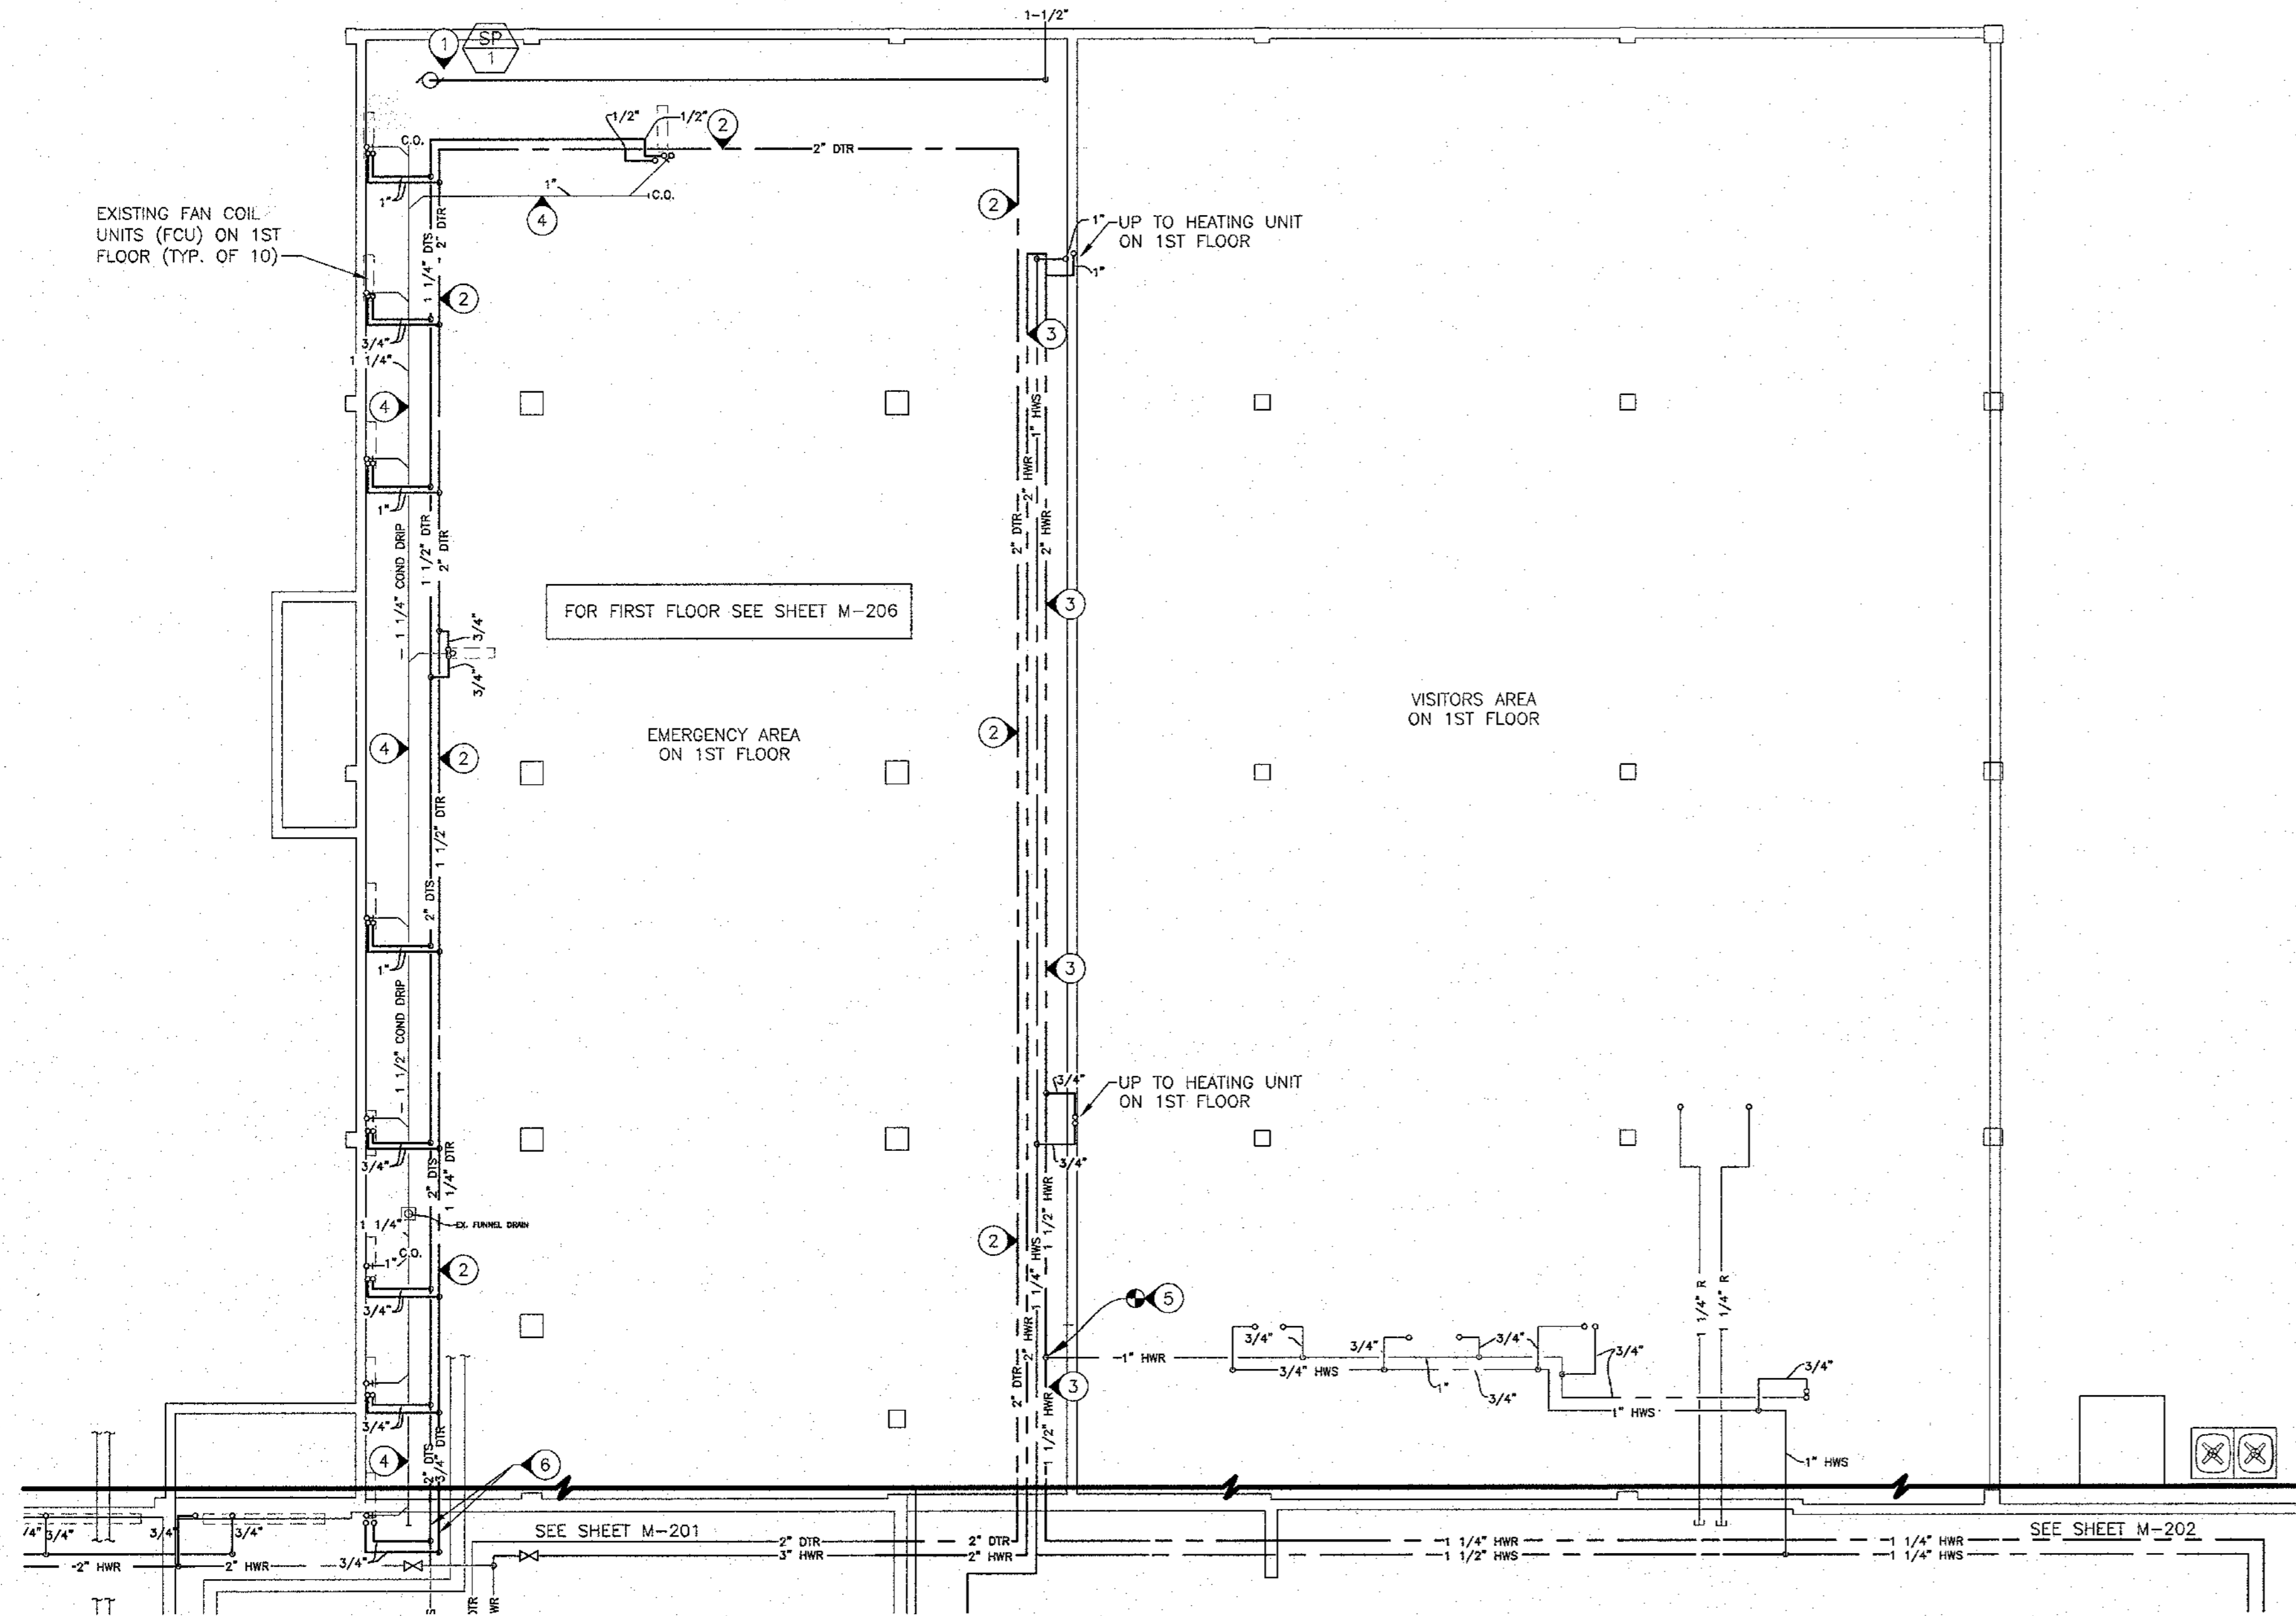 1-1/2"
1
SP
1
1/2"
1/2"
2
C.O.
2" DTR
1"
1"
C.O.
4
2
EXISTING FAN COIL
UNITS (FCU) ON 1ST
FLOOR (TYP. OF 10)
1 1/4" DTS
2" DTR
1"
UP TO HEATING UNIT
ON 1ST FLOOR
1"
2
3
3/4"
1 1/4"
4
1" HWS
2" HWR
1"
1 1/4" COND DRIP
1 1/2" DTR
2" DTR
2" DTR
2" HWR
FOR FIRST FLOOR SEE SHEET M-206
3
3/4"
3/4"
VISITORS AREA
ON 1ST FLOOR
EMERGENCY AREA
ON 1ST FLOOR
4
2
2
1 1/2" DTR
2" DTS
1"
3
1 1/2" COND DRIP
3/4"
UP TO HEATING UNIT
ON 1ST FLOOR
3/4"
3/4"
2" DTS
1 1/4" DTR
1 1/2" HWR
1 1/4"
EX. FUNNEL DRAIN
C.O.
1"
2
2
1 1/4" HWS
1 1/4" R
1 1/4" R
3/4"
5
2" HWR
1" HWR
3/4"
3/4"
3/4"
3/4"
3/4" HWS
1"
3/4"
3/4"
2" DTR
3
1" HWS
3/4"
1 1/2" HWR
4
2" DTS
3/4" DTR
6
1" HWS
/4"
3/4"
3/4"
3/4"
SEE SHEET M-201
2" DTR
2" DTR
1 1/4" HWR
1 1/4" HWR
SEE SHEET M-202
3/4"
3" HWR
2" HWR
1 1/2" HWS
1 1/4" HWS
2" HWR
2" HWR
S
DTR
WR